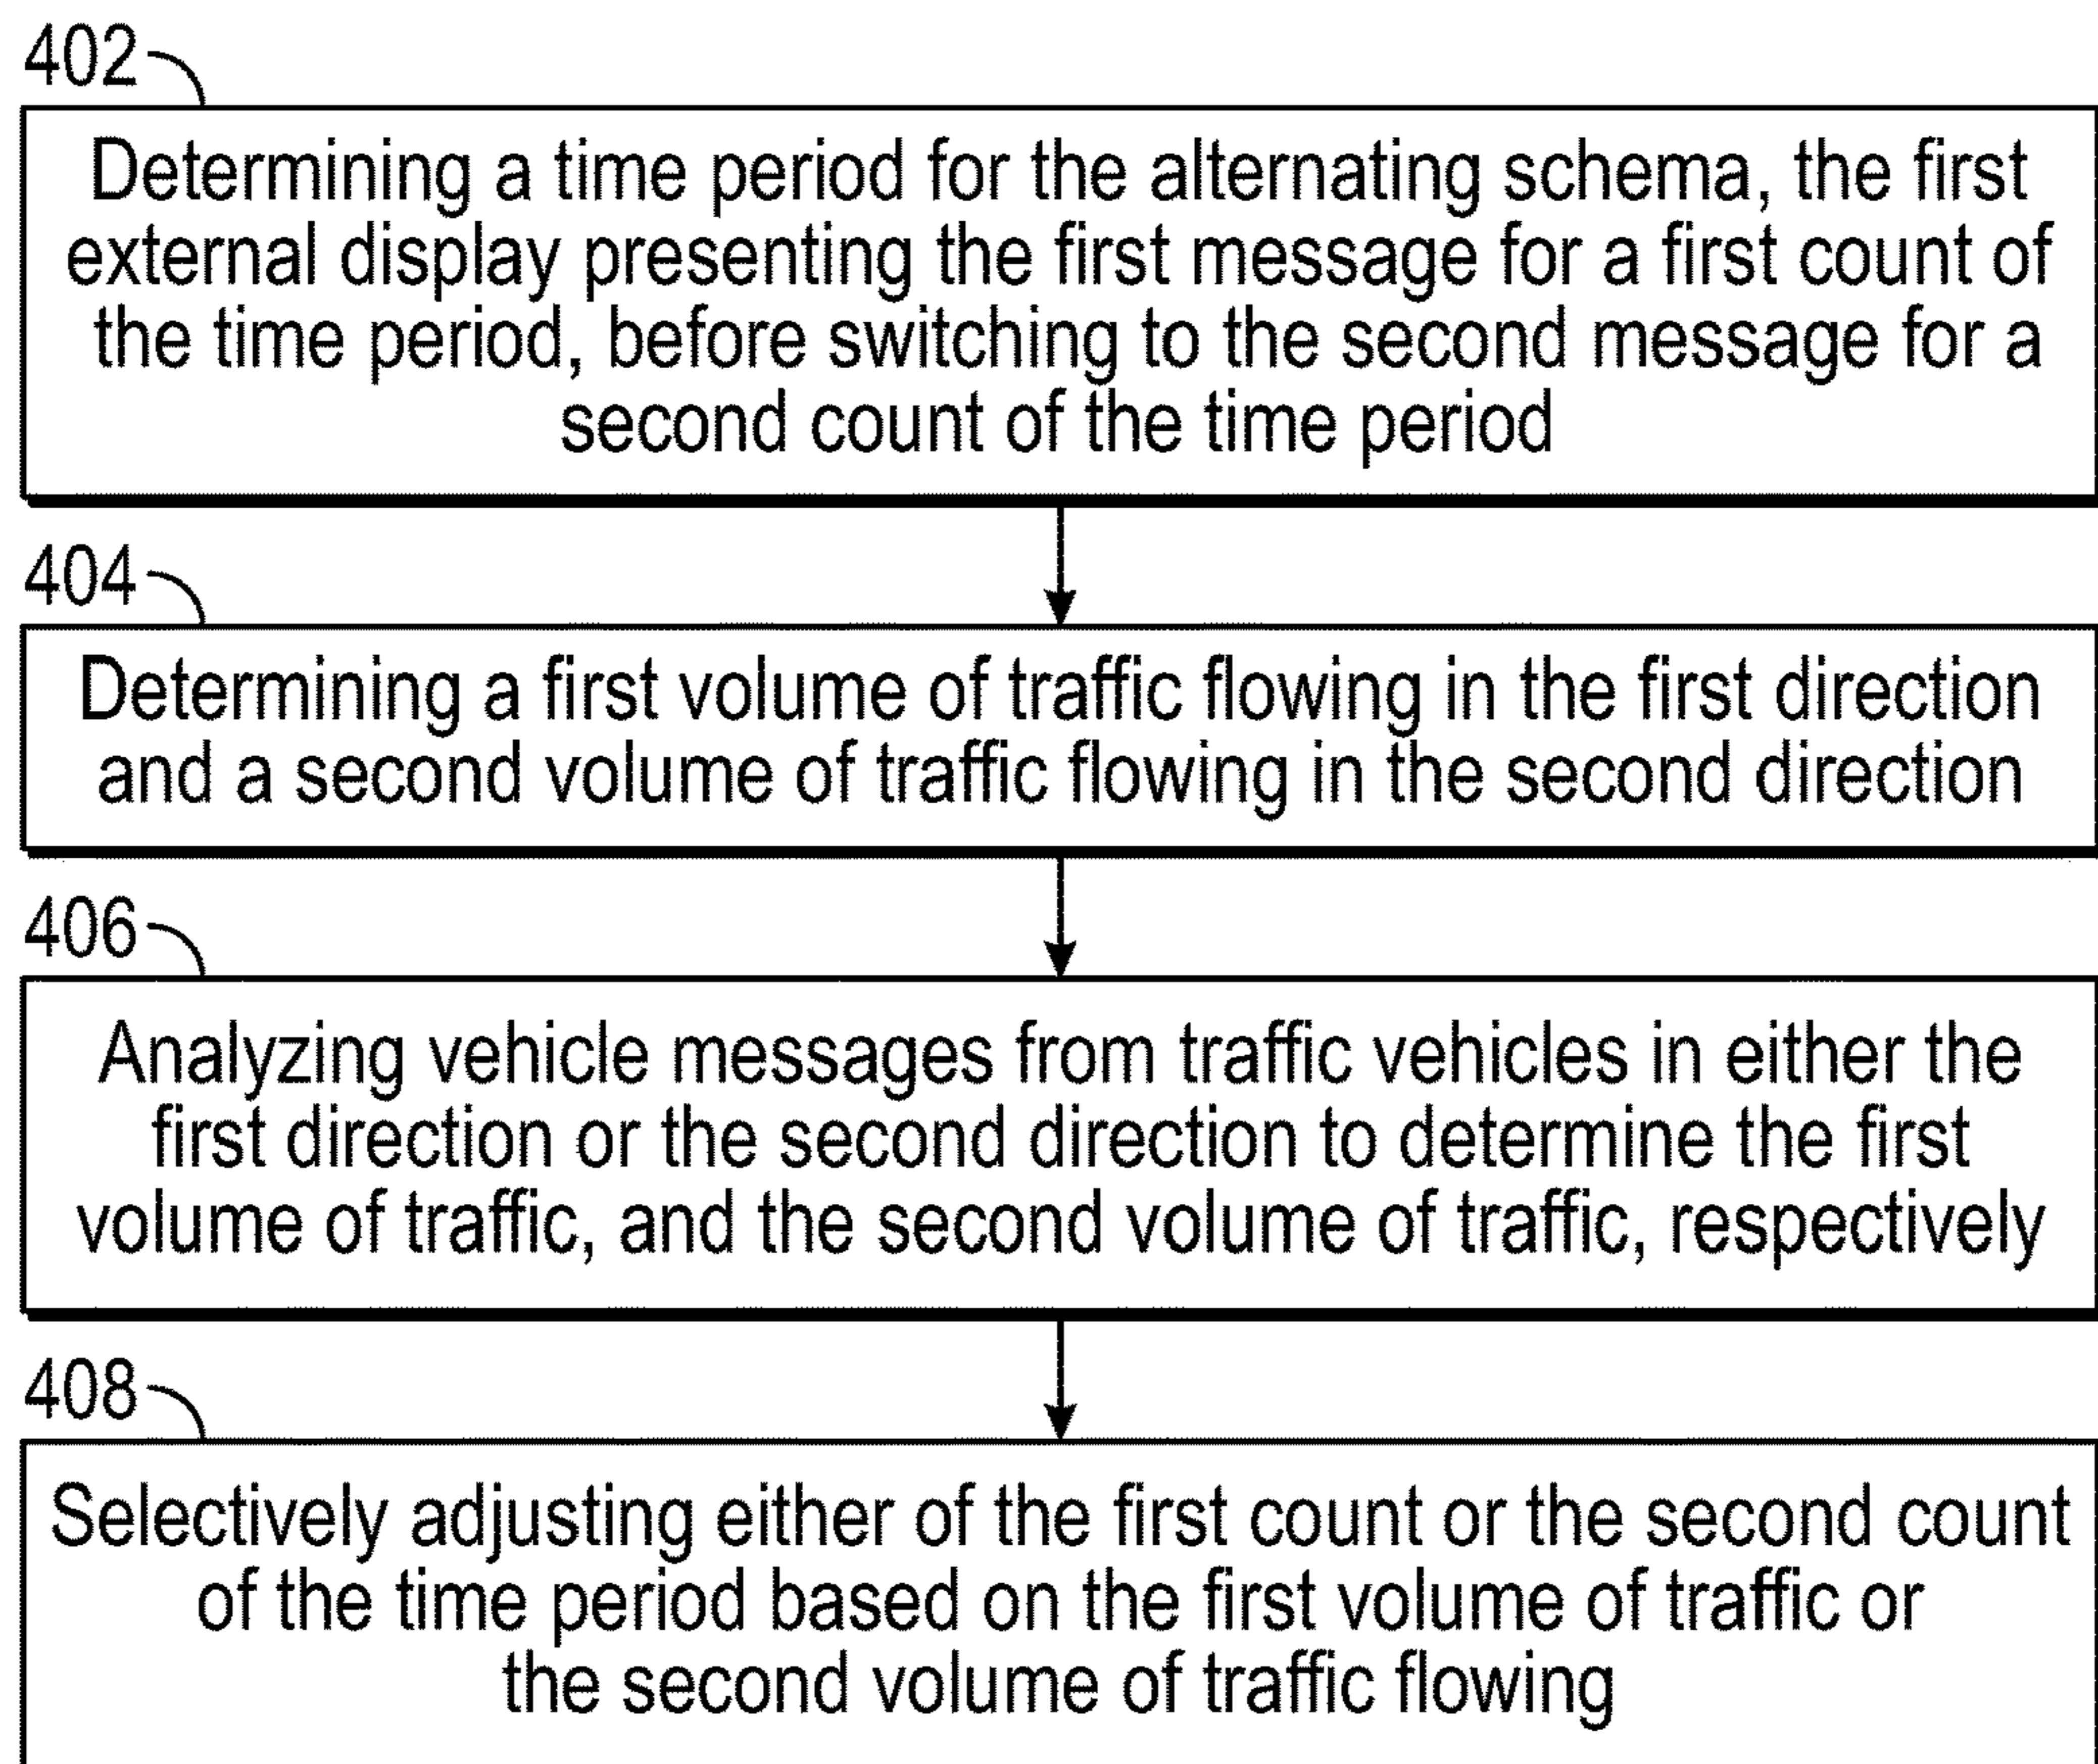 402
Determining a time period for the alternating schema, the first
external display presenting the first message for a first count of
the time period, before switching to the second message for a
second count of the time period
404
Determining a first volume of traffic flowing in the first direction
and a second volume of traffic flowing in the second direction
406
Analyzing vehicle messages from traffic vehicles in either the
first direction or the second direction to determine the first
volume of traffic, and the second volume of traffic, respectively
408
Selectively adjusting either of the first count or the second count
of the time period based on the first volume of traffic or
the second volume of traffic flowing